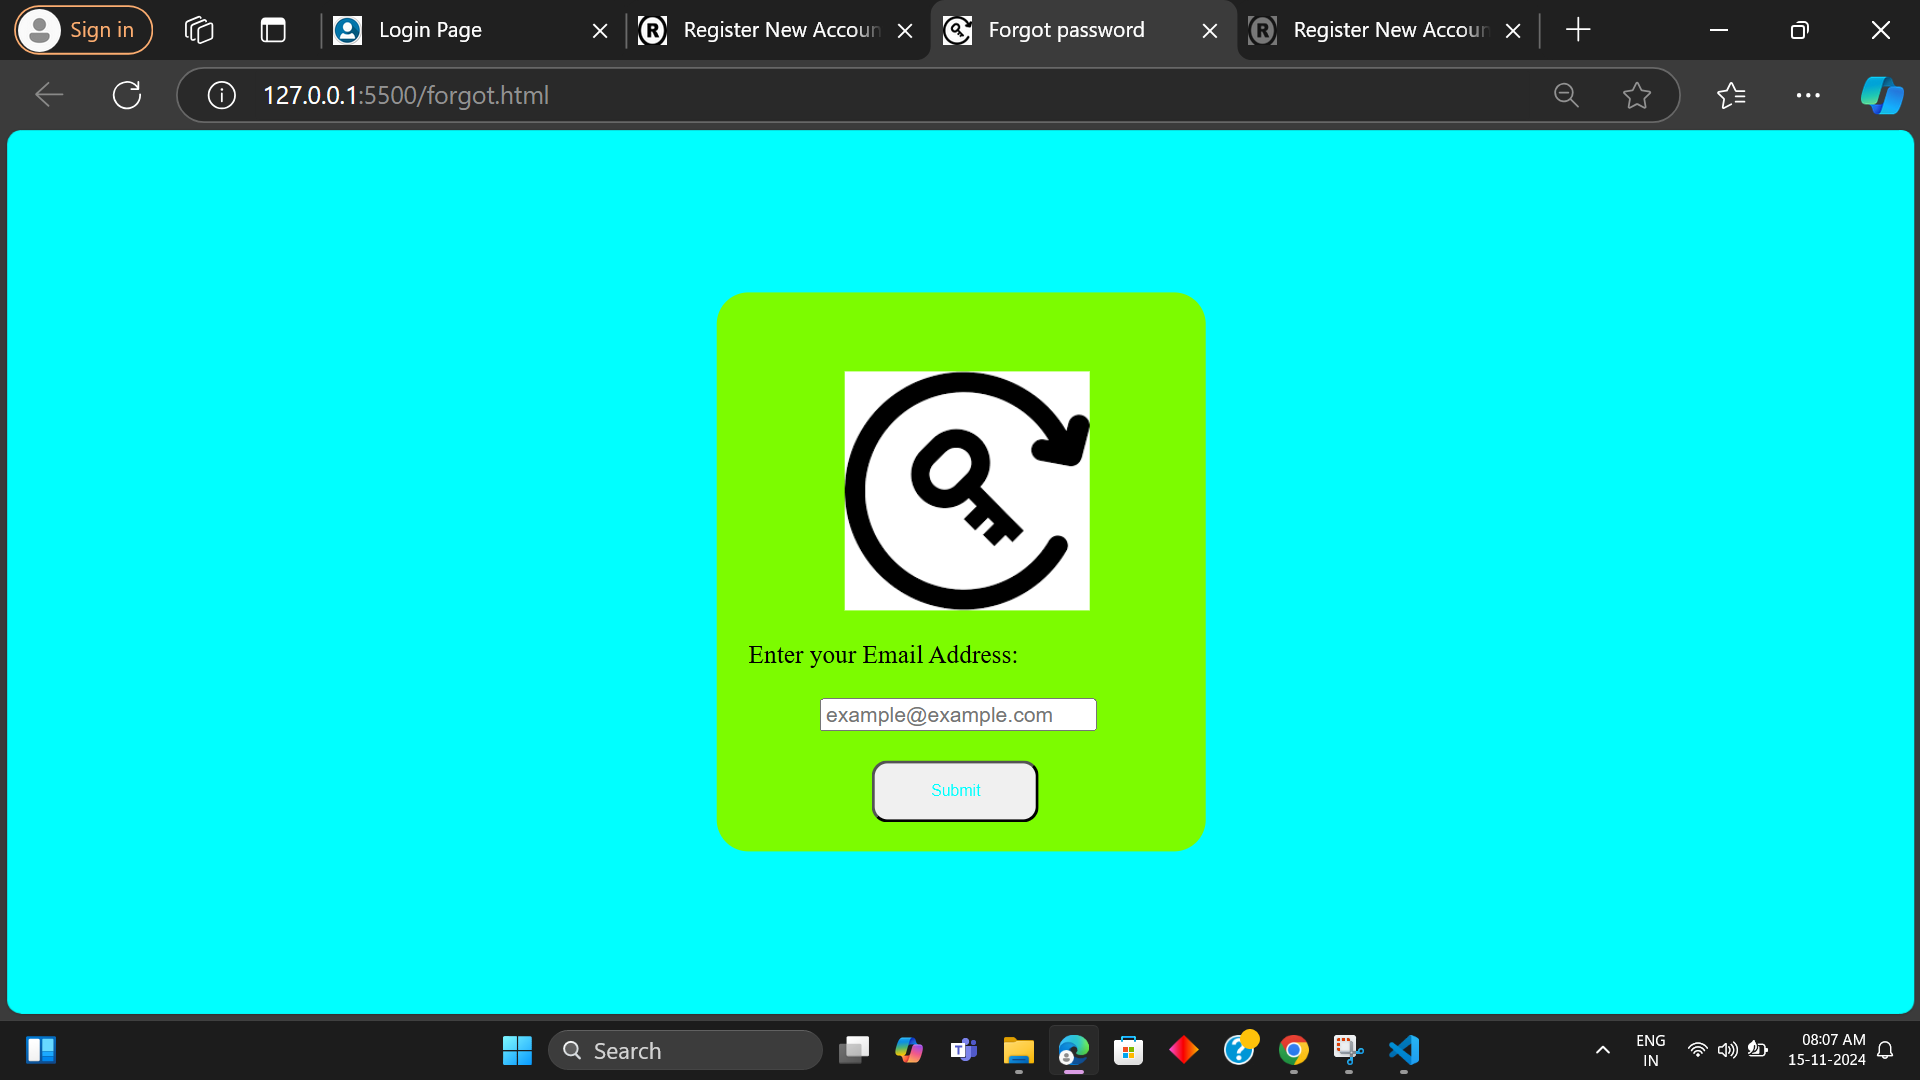 Sign in
Login Page
Register New Accoun
Forgot password
Register New Accoun
127.0.0.1:5500/forgot.html
Enter your Email Address:
example@example.com
Submit
Search
ENG
IN
08:07 AM
15-11-2024